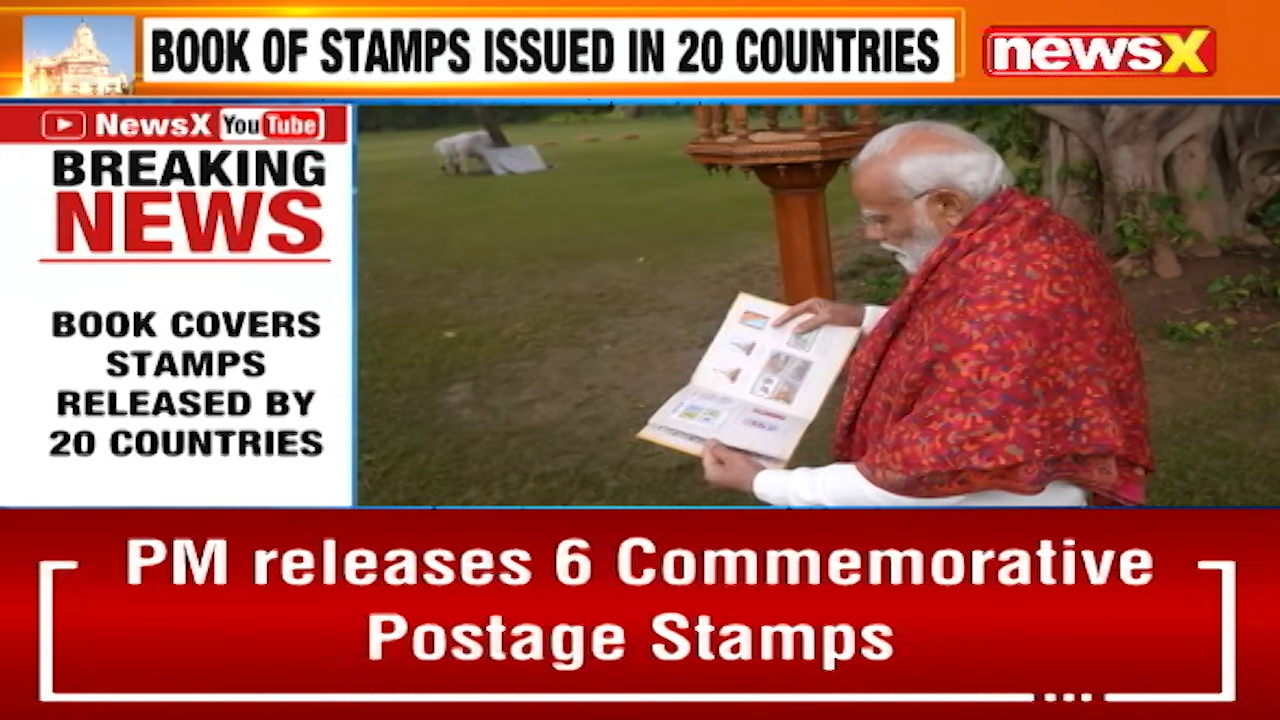 BOOK OF STAMPS ISSUED IN 20 COUNTRIES
newsX
NewsX YouTube
BREAKING
NEWS
BOOK COVERS
STAMPS
RELEASED BY
20 COUNTRIES
PM releases 6 Commemorative
Postage Stamps